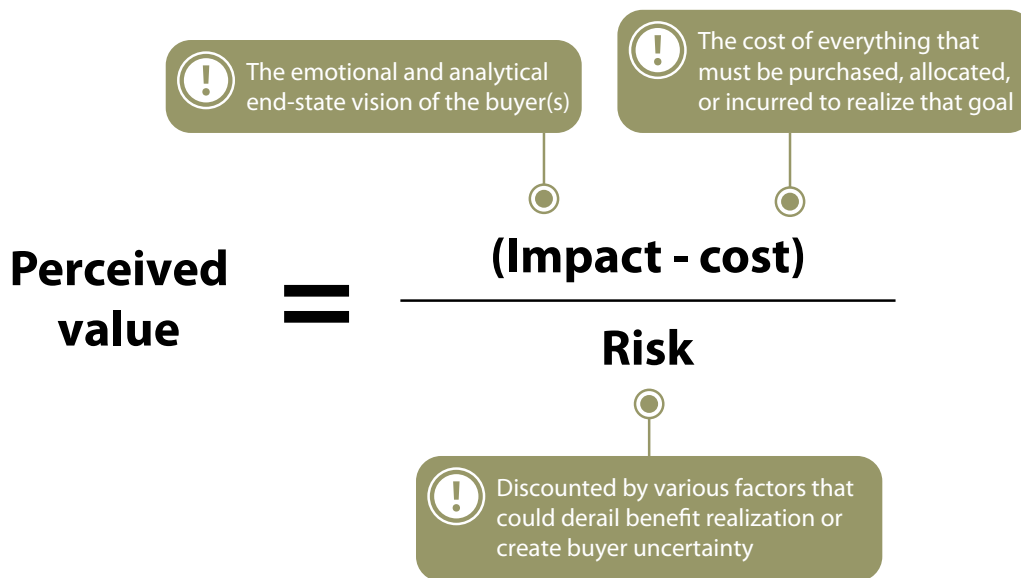 The emotional and analytical
end-state vision of the buyer(s)
The cost of everything that
must be purchased, allocated,
or incurred to realize that goal
Perceived
value
=
(Impact - cost)
Risk
Discounted by various factors that
could derail benefit realization or
create buyer uncertainty